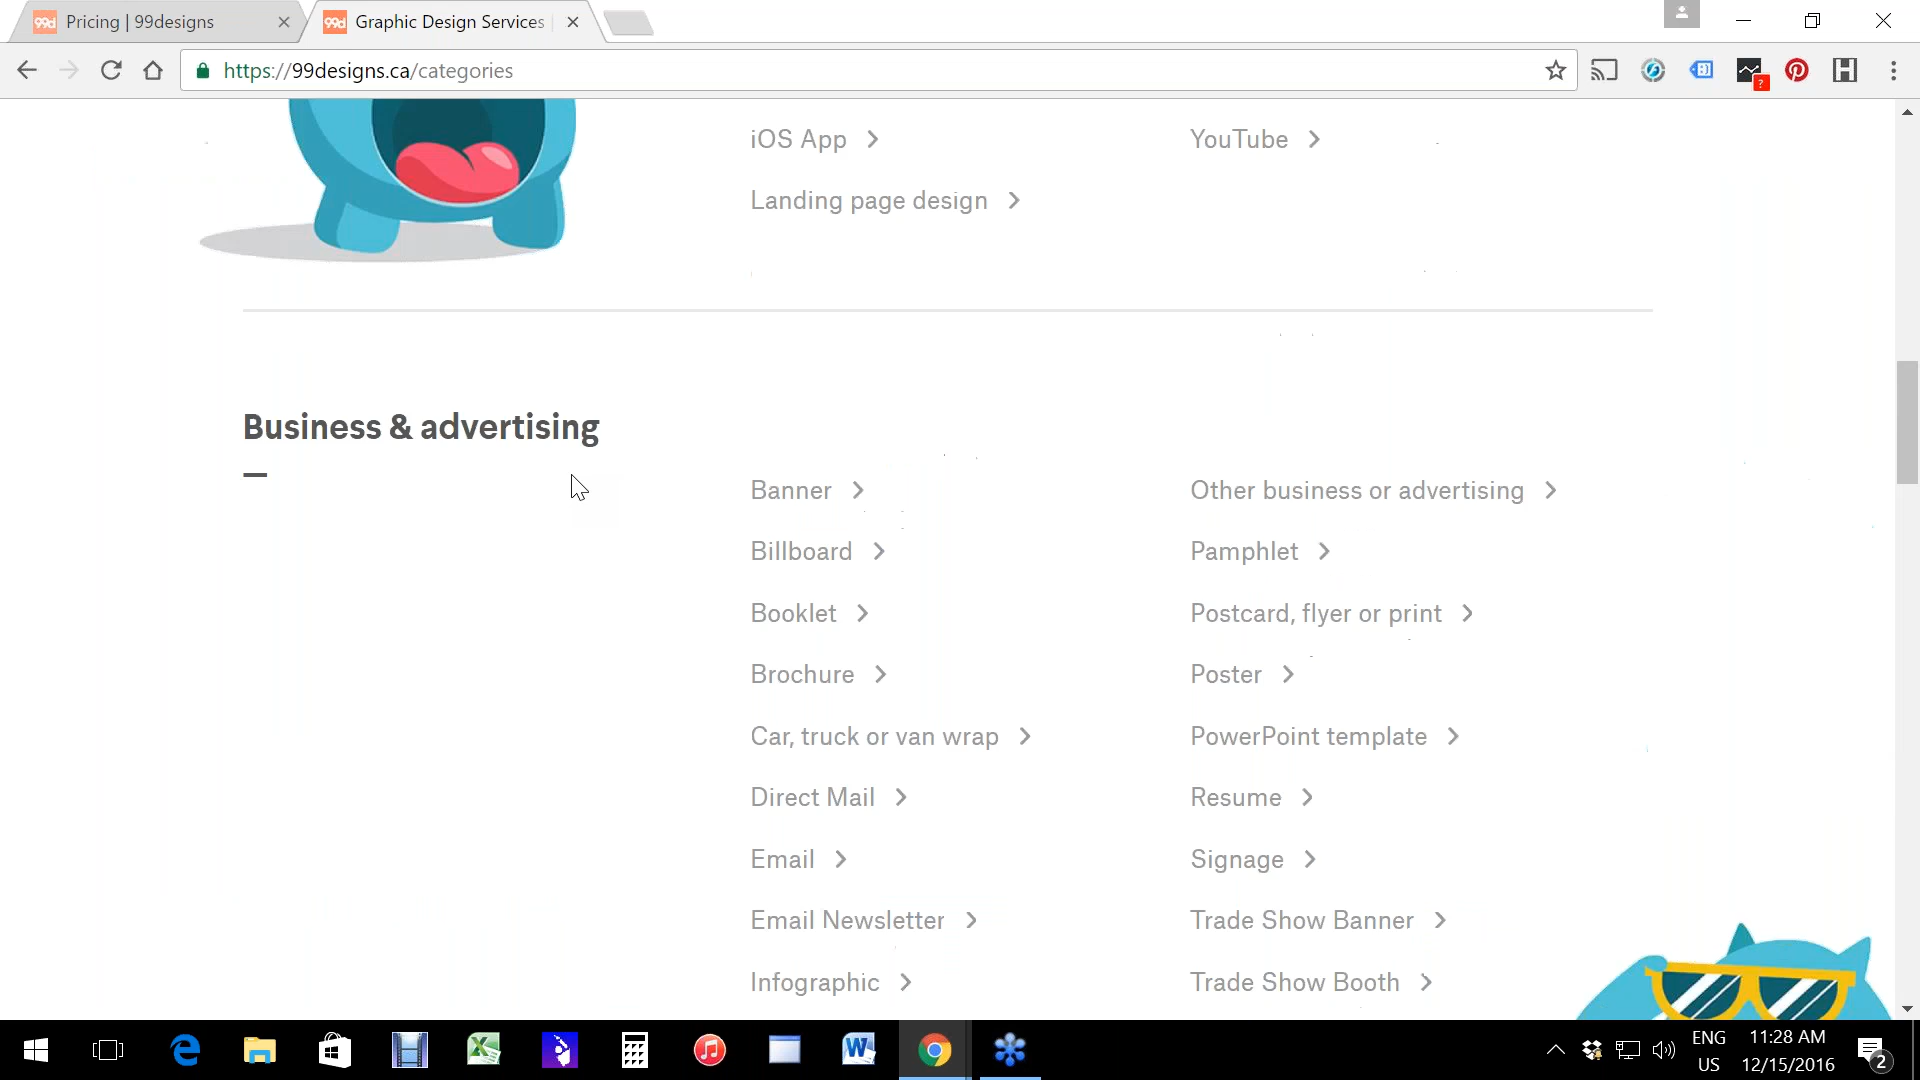 99d Pricing | 99designs
99d Graphic Design Services
https://99designs.ca/categories
?
iOS App
YouTube
Landing page design
Business & advertising
Banner
Other business or advertising
Billboard
Pamphlet
Booklet
Postcard, flyer or print
Brochure
Poster
Car, truck or van wrap
PowerPoint template
Direct Mail
Resume
Email
Signage
Email Newsletter
Trade Show Banner
Infographic
Trade Show Booth
ENG
US
11:28 AM
12/15/2016
2